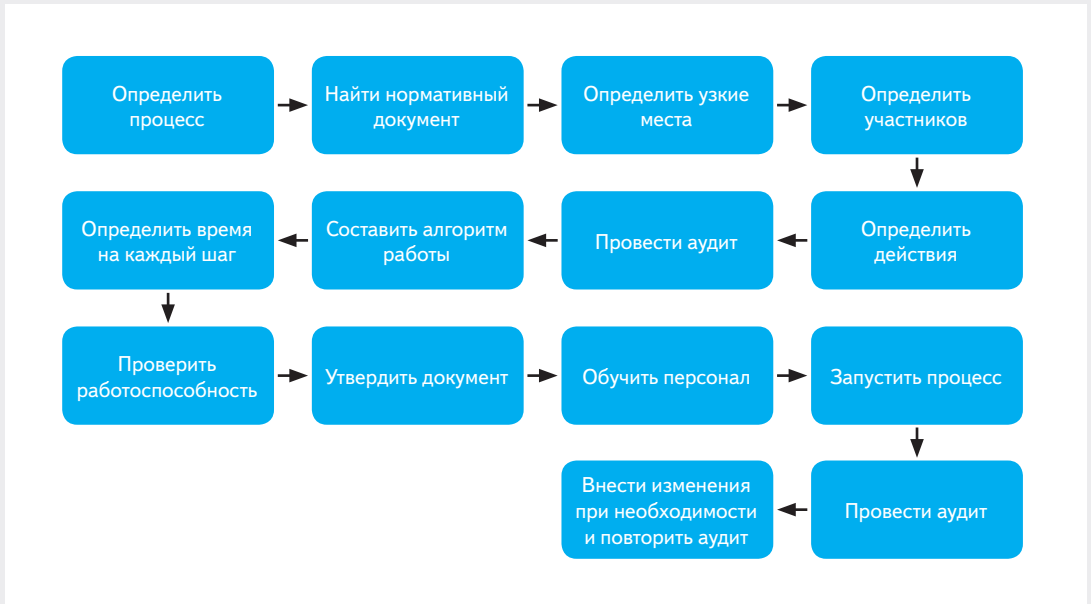 Определить
процесс
Найти нормативный
документ
Определить узкие
места
Определить
участников
Определить
действия
Провести аудит
Составить алгоритм
работы
Определить время
на каждый шаг
Проверить
работоспособность
Утвердить документ
Обучить персонал
Запустить процесс
Провести аудит
Внести изменения
при необходимости
и повторить аудит